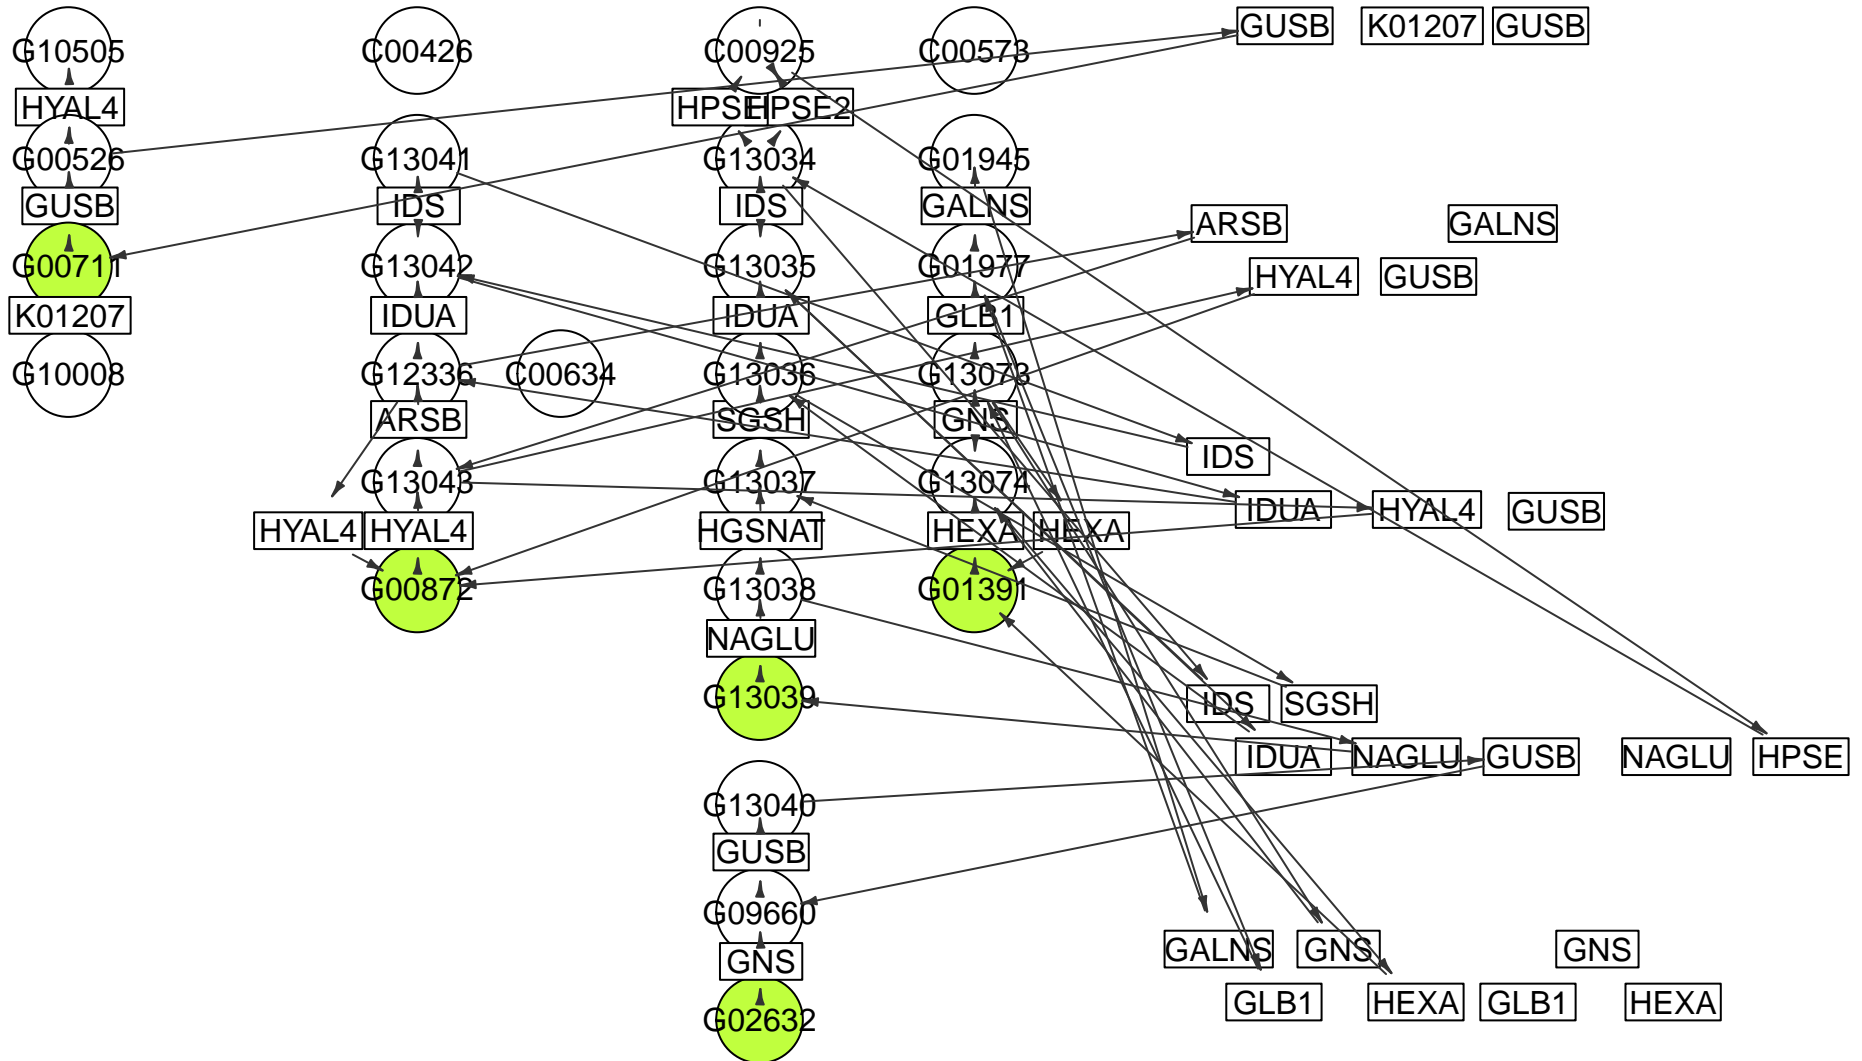 G10505 C00426 C00925 C00573 GUSB K01207 GUSB
HYAL4 HPSE HPSE2
G00526 G13041 G13034 G01945
GUSB IDS IDS GALNS ARSB GALNS
G00711 G13042 G13035 G01977 HYAL4 GUSB
K01207 IDUA IDUA GLB1
G10008 G12336 C00634 G13036 G13073
ARSB SGSH GNS
IDS
G13043 G13037 G13074
IDUA HYAL4 GUSB
HYAL4 HYAL4 HGSNAT HEXA HEXA
G00872 G13038 G01391
NAGLU
G13039 IDS SGSH
IDUA NAGLU GUSB NAGLU HPSE
G13040
GUSB
G09660
GALNS GNS GNS
GNS
GLB1 HEXA GLB1 HEXA
G02632